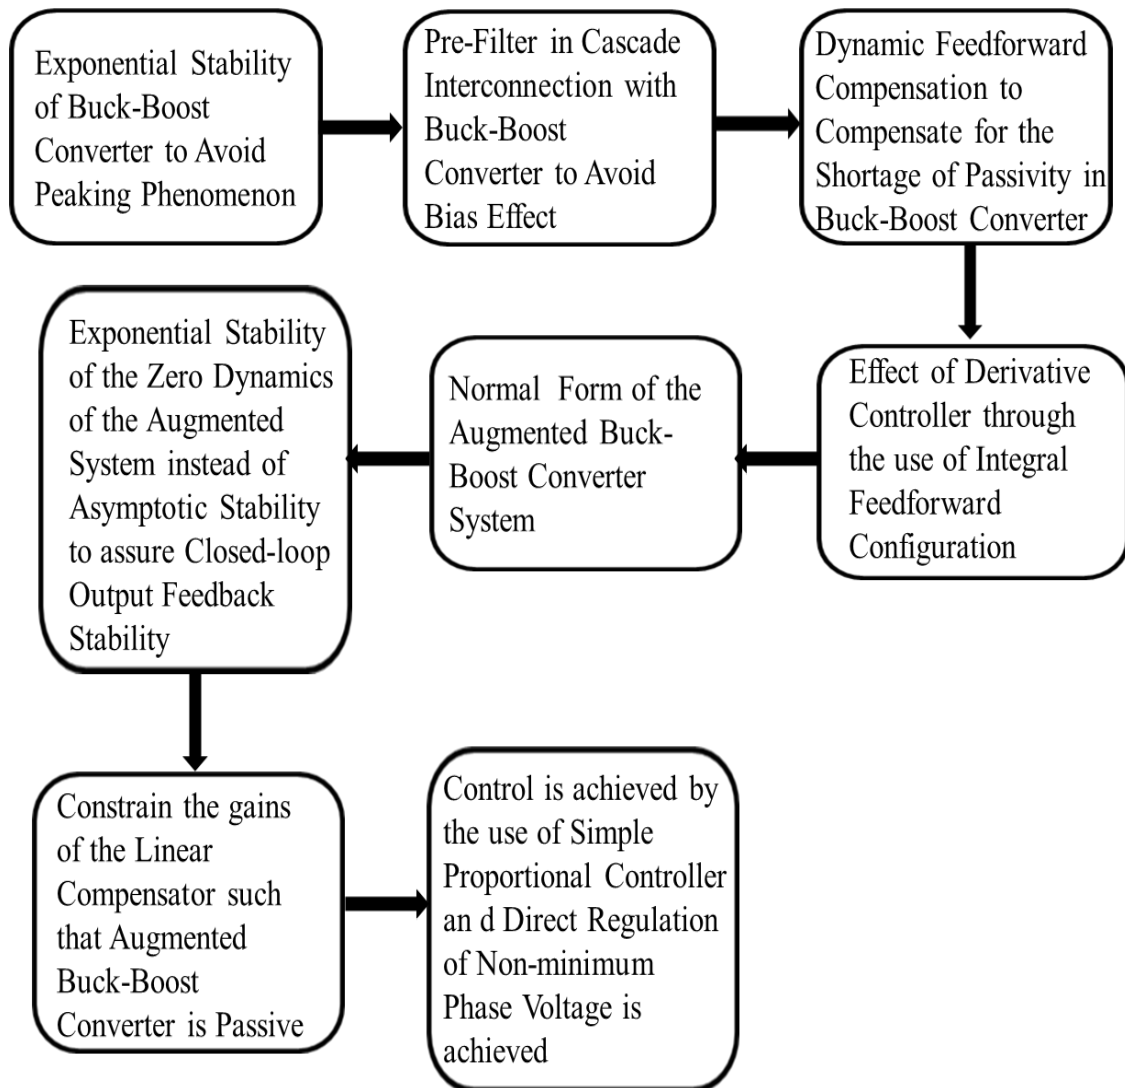 Exponential Stability
of Buck-Boost
Converter to Avoid
Peaking Phenomenon
Pre-Filter in Cascade
Interconnection with
Buck-Boost
Converter to Avoid
Bias Effect
Dynamic Feedforward
Compensation to
Compensate for the
Shortage of Passivity in
Buck-Boost Converter
Effect of Derivative
Controller through
the use of Integral
Feedforward
Configuration
Normal Form of the
Augmented Buck-
Boost Converter
System
Exponential Stability
of the Zero Dynamics
of the Augmented
System instead of
Asymptotic Stability
to assure Closed-loop
Output Feedback
Stability
Constrain the gains
of the Linear
Compensator such
that Augmented
Buck-Boost
Converter is Passive
Control is achieved by
the use of Simple
Proportional Controller
an d Direct Regulation
of Non-minimum
Phase Voltage is
achieved